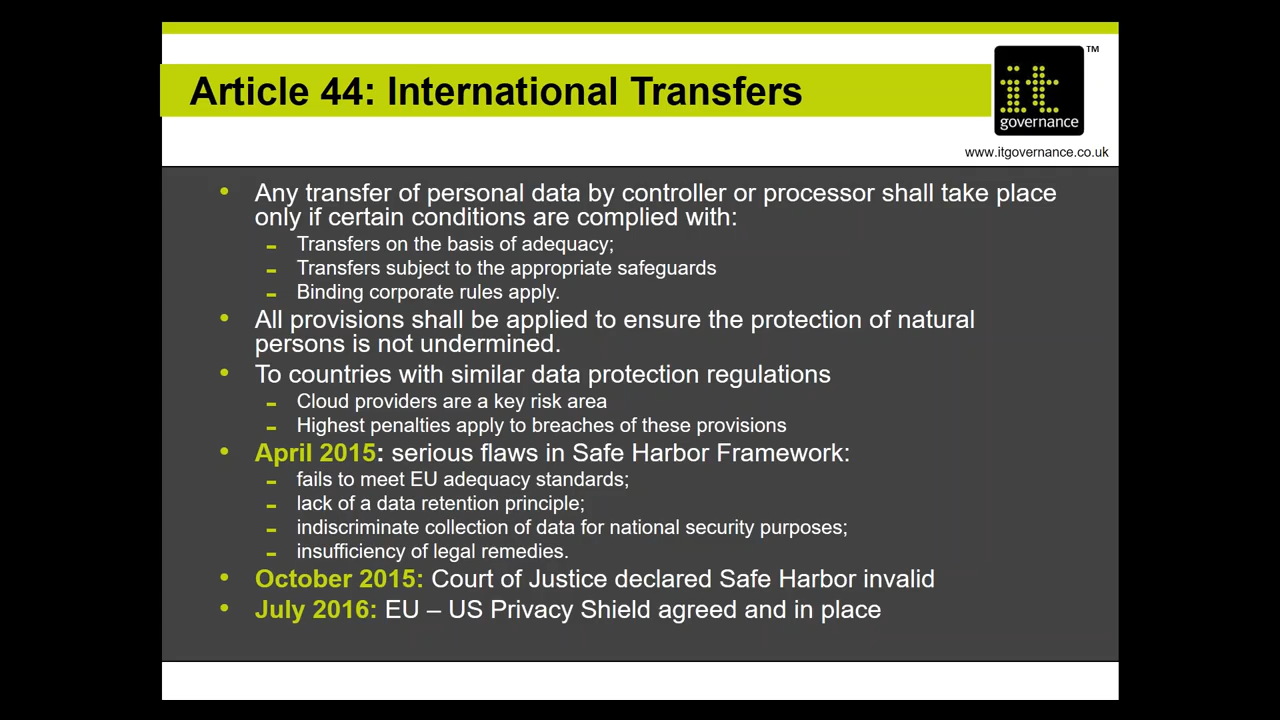 Article 44: International Transfers
it
governance
TM
www.itgovernance.co.uk
• Any transfer of personal data by controller or processor shall take place
only if certain conditions are complied with:
- Transfers on the basis of adequacy;
- Transfers subject to the appropriate safeguards
- Binding corporate rules apply.
• All provisions shall be applied to ensure the protection of natural
persons is not undermined.
• To countries with similar data protection regulations
- Cloud providers are a key risk area
- Highest penalties apply to breaches of these provisions
• April 2015: serious flaws in Safe Harbor Framework:
- fails to meet EU adequacy standards;
- lack of a data retention principle;
- indiscriminate collection of data for national security purposes;
- insufficiency of legal remedies.
• October 2015: Court of Justice declared Safe Harbor invalid
• July 2016: EU – US Privacy Shield agreed and in place